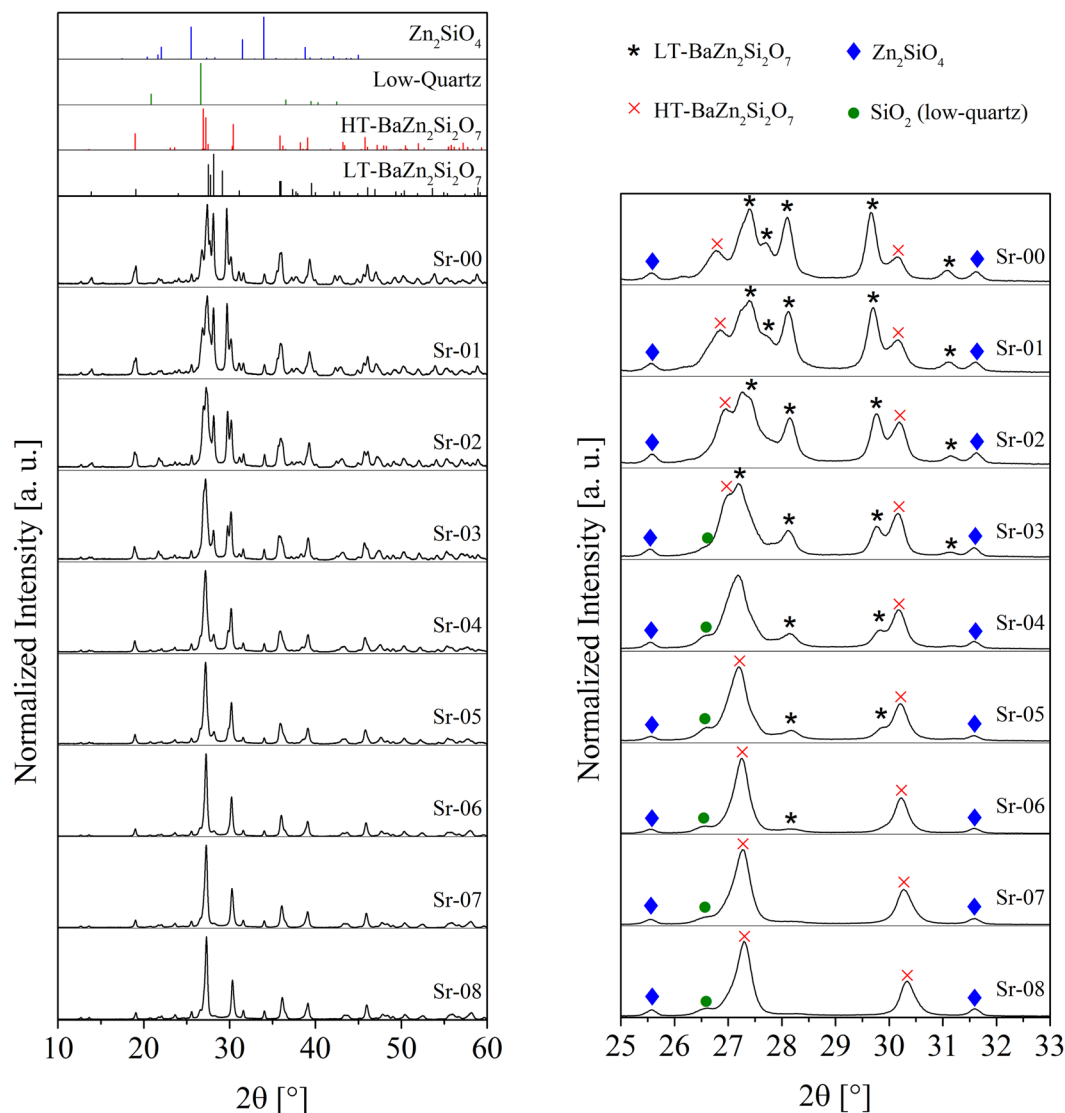 Zn₂SiO₄
Low-Quartz
HT-BaZn₂Si₂O₇
LT-BaZn₂Si₂O₇
Sr-00
Sr-01
Sr-02
Sr-03
Sr-04
Sr-05
Sr-06
Sr-07
Sr-08
Normalized Intensity [a. u.]
10 20 30 40 50 60
2θ [°]
* LT-BaZn₂Si₂O₇
Zn₂SiO₄
HT-BaZn₂Si₂O₇
SiO₂ (low-quartz)
Sr-00
Sr-01
Sr-02
Sr-03
Sr-04
Sr-05
Sr-06
Sr-07
Sr-08
Normalized Intensity [a. u.]
25 26 27 28 29 30 31 32 33
2θ [°]